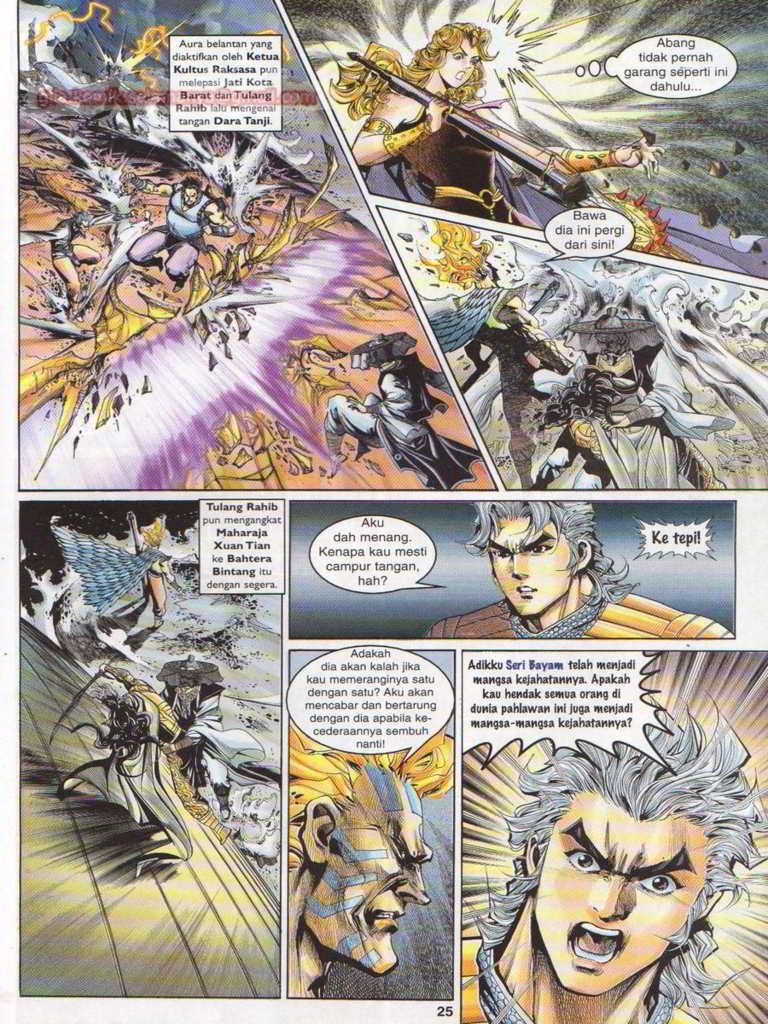 Aura belantan yang
diaktifkan oleh Ketua
Kultus Raksasa pun
melepasi Jati Kota
Barat dan Tulang
Rahib lalu mengenai
tangan Dara Tanji.
Abang
tidak pernah
garang seperti ini
dahulu...
Bawa
dia ini pergi
dari sini!
Tulang Rahib
pun mengangkat
Maharaja
Xuan Tian
ke Bahtera
Bintang itu
dengan segera.
Aku
dah menang.
Kenapa kau mesti
campur tangan,
hah?
Ke tepi!
Adakah
dia akan kalah jika
kau memeranginya satu
dengan satu? Aku akan
mencabar dan bertarung
dengan dia apabila ke-
cederaannya sembuh
nanti!
Adikku Seri Bayam telah menjadi
mangsa kejahatannya. Apakah
kau hendak semua orang di
dunia pahlawan ini juga menjadi
mangsa-mangsa kejahatannya?
25